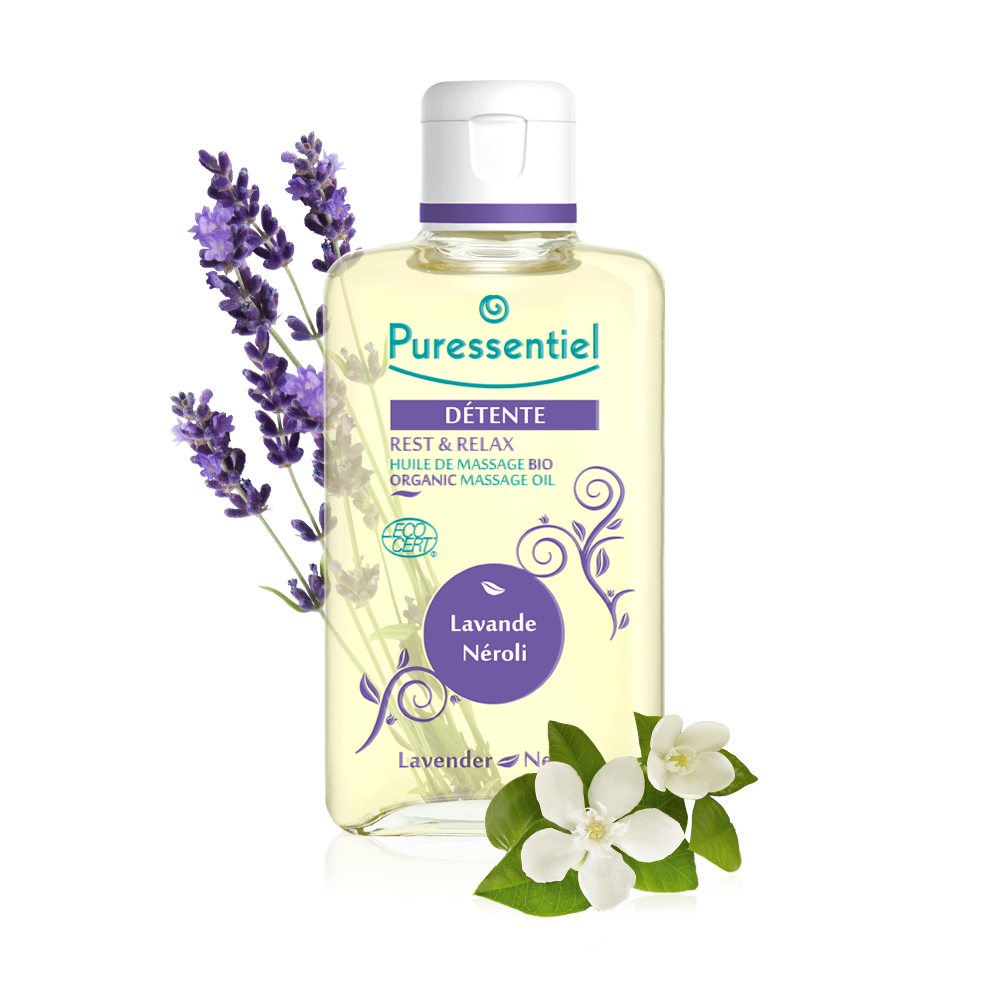 Puressentiel
DÉTENTE
REST & RELAX
HUILE DE MASSAGE BIO
ORGANIC MASSAGE OIL
ECO
CERT
®
Lavande
Néroli
Lavender